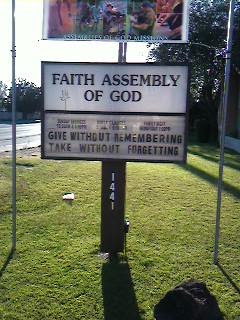 ASSEMBLIES OF GOD MISSIONS
FAITH ASSEMBLY
OF GOD
GIVE WITHOUT REMEMBERING
TAKE WITHOUT FORGETTING
1441